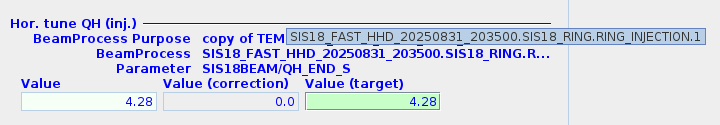 Hor. tune QH (inj.)
BeamProcess Purpose copy of TEM SIS18_FAST_HHD_20250831_203500.SIS18_RING.RING_INJECTION.1
BeamProcess SIS18_FAST_HHD_20250831_203500.SIS18_RING.R...
Parameter SIS18BEAM/QH_END_S
Value Value (correction) Value (target)
4.28 0.0 4.28